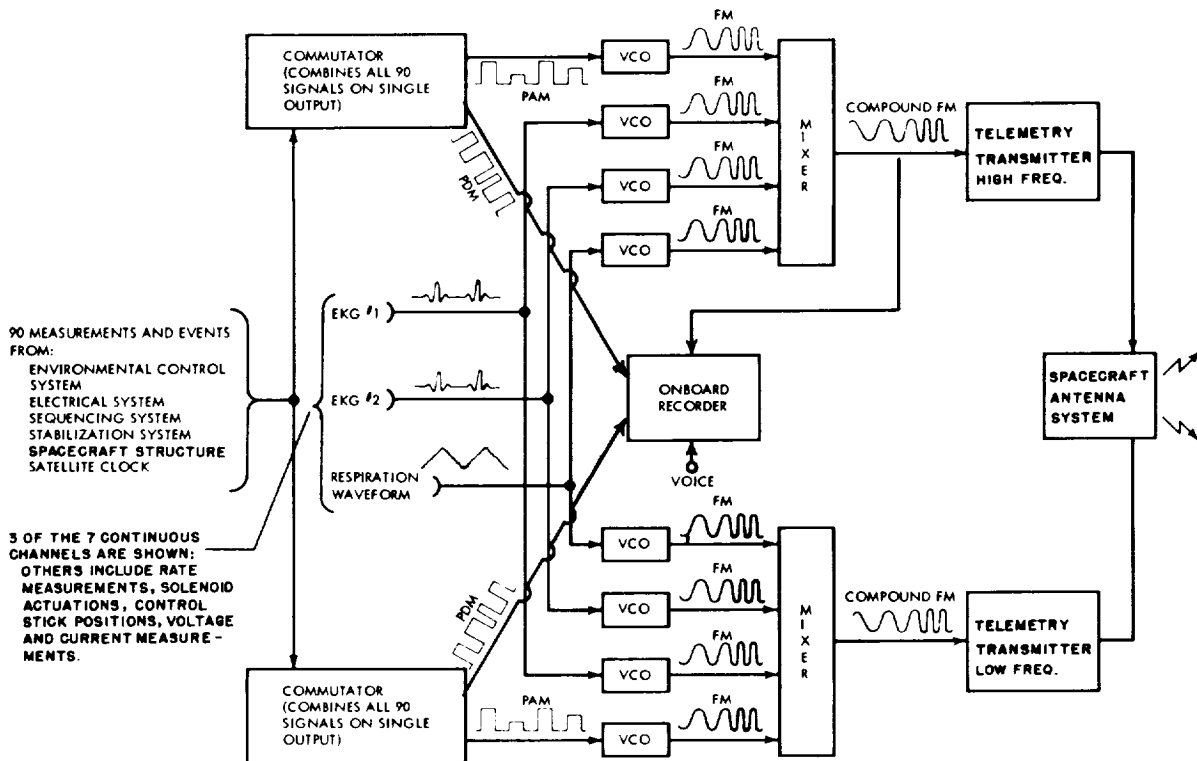 COMMUTATOR
(COMBINES ALL 90
SIGNALS ON SINGLE
OUTPUT)
PAM
PDM
VCO
FM
VCO
FM
VCO
FM
VCO
FM
MIXER
COMPOUND FM
TELEMETRY
TRANSMITTER
HIGH FREQ.
90 MEASUREMENTS AND EVENTS
FROM:
ENVIRONMENTAL CONTROL
SYSTEM
ELECTRICAL SYSTEM
SEQUENCING SYSTEM
STABILIZATION SYSTEM
SPACECRAFT STRUCTURE
SATELLITE CLOCK
EKG #1
EKG #2
RESPIRATION
WAVEFORM
ONBOARD
RECORDER
VOICE
SPACECRAFT
ANTENNA
SYSTEM
3 OF THE 7 CONTINUOUS
CHANNELS ARE SHOWN:
OTHERS INCLUDE RATE
MEASUREMENTS, SOLENOID
ACTUATIONS, CONTROL
STICK POSITIONS, VOLTAGE
AND CURRENT MEASURE-
MENTS.
COMMUTATOR
(COMBINES ALL 90
SIGNALS ON SINGLE
OUTPUT)
PDM
PAM
VCO
FM
VCO
FM
VCO
FM
VCO
FM
MIXER
COMPOUND FM
TELEMETRY
TRANSMITTER
LOW FREQ.